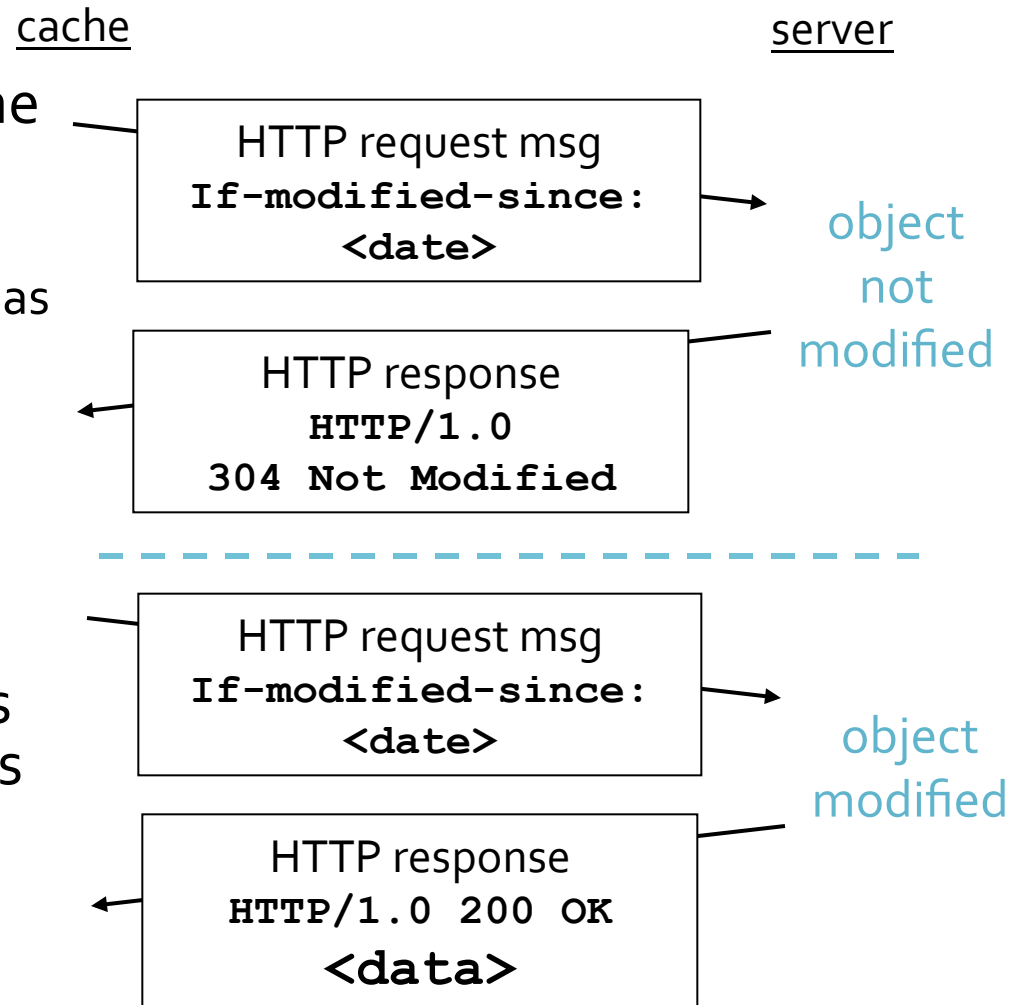 cache
server
HTTP request msg
If-modified-since:
<date>
object
not
modified
as
HTTP response
HTTP/1.0
304 Not Modified
HTTP request msg
If-modified-since:
<date>
object
modified
HTTP response
HTTP/1.0 200 OK
<data>